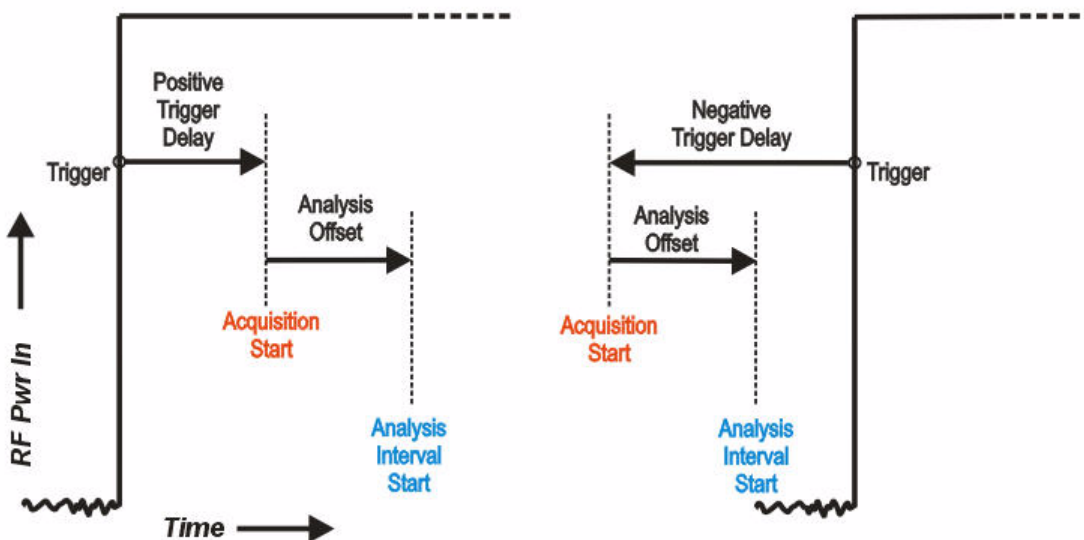 Positive
Trigger
Delay
Trigger
Analysis
Offset
Acquisition
Start
Analysis
Interval
Start
RF Pwr In
Time
Negative
Trigger Delay
Trigger
Analysis
Offset
Acquisition
Start
Analysis
Interval
Start